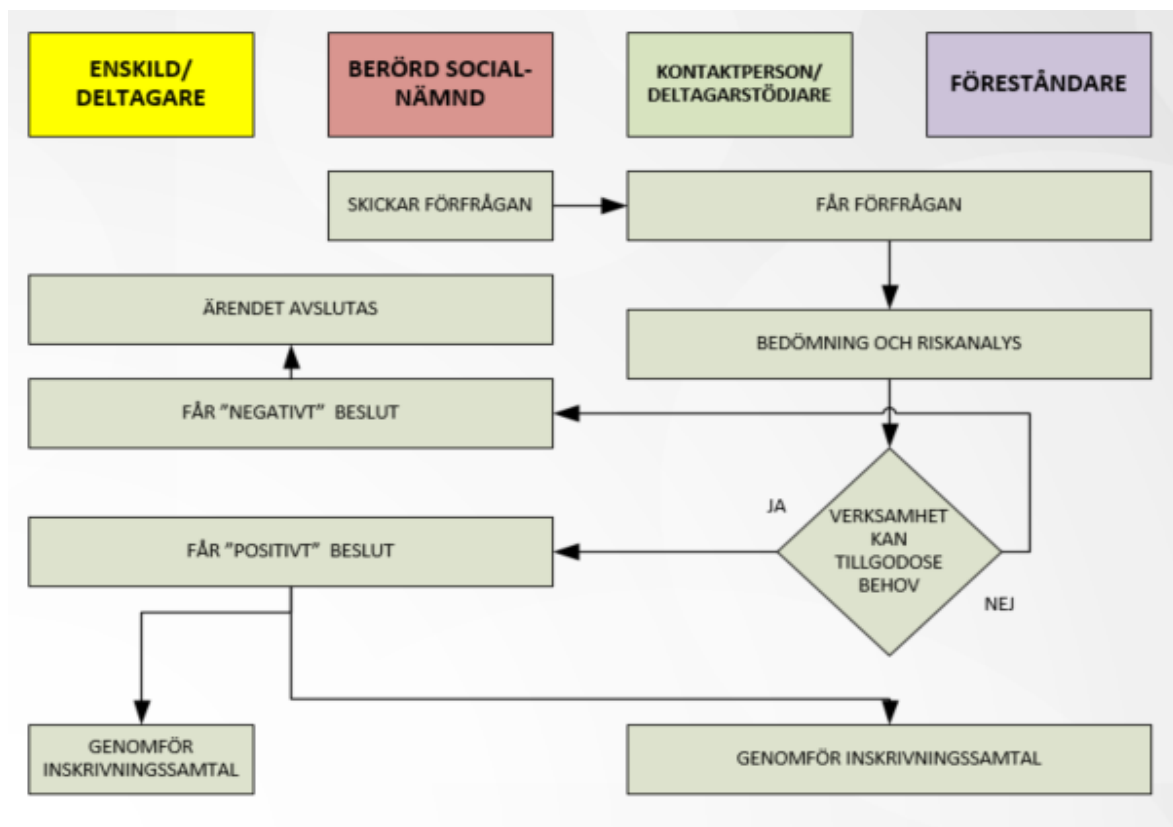 ENSKILD/
DELTAGARE
BERÖRD SOCIAL-
NÄMND
KONTAKTPERSON/
DELTAGARSTÖDJARE
FÖRESTÅNDARE
SKICKAR FÖRFRÅGAN
FÅR FÖRFRÅGAN
ÄRENDET AVSLUTAS
BEDÖMNING OCH RISKANALYS
FÅR ”NEGATIVT” BESLUT
JA
VERKSAMHET
KAN
TILLGODOSE
BEHOV
FÅR ”POSITIVT” BESLUT
NEJ
GENOMFÖR
INSKRIVNINGSSAMTAL
GENOMFÖR INSKRIVNINGSSAMTAL